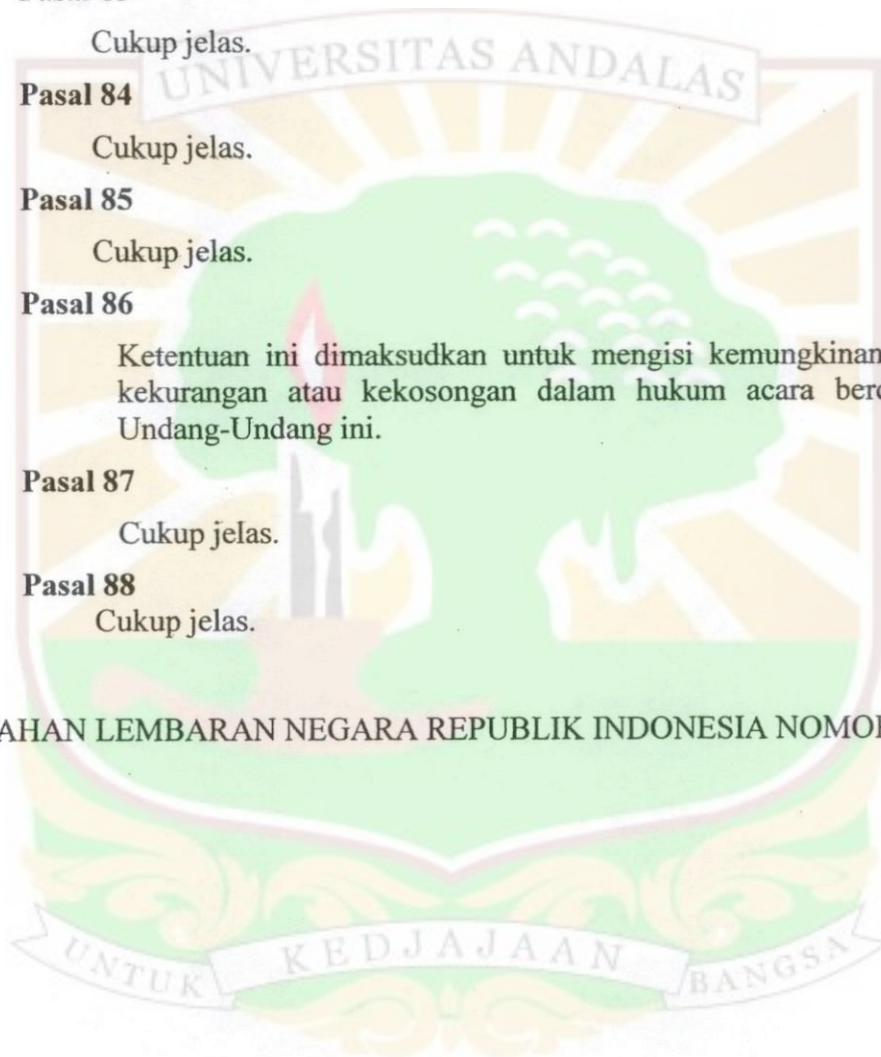 Cukup jelas.
UNIVERSITAS ANDALAS
Pasal 84
Cukup jelas.
Pasal 85
Cukup jelas.
Pasal 86
Ketentuan ini dimaksudkan untuk mengisi kemungkinan
kekurangan atau kekosongan dalam hukum acara
Undang-Undang ini.
Pasal 87
Cukup jelas.
Pasal 88
Cukup jelas.
LEMBARAN NEGARA REPUBLIK INDONESIA
UNTUK KEDJAJAAN BANGSA